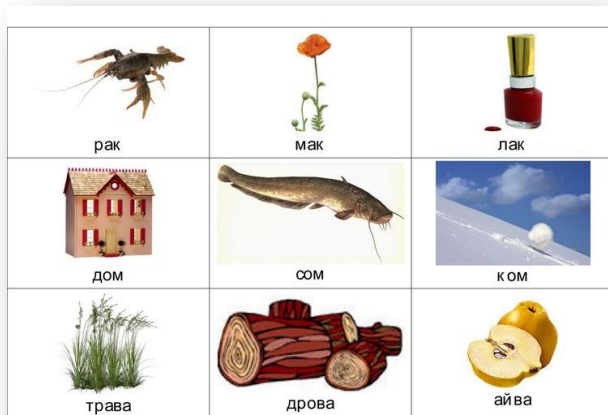 рак мак лак
дом сом ком
трава дрова айва